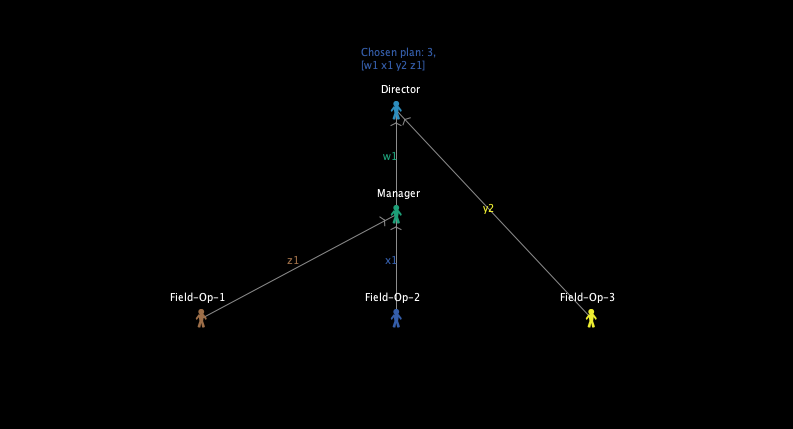 Chosen plan: 3,
[w1 x1 y2 z1]
Director
w1
Manager
y2
z1
x1
Field-Op-1
Field-Op-2
Field-Op-3